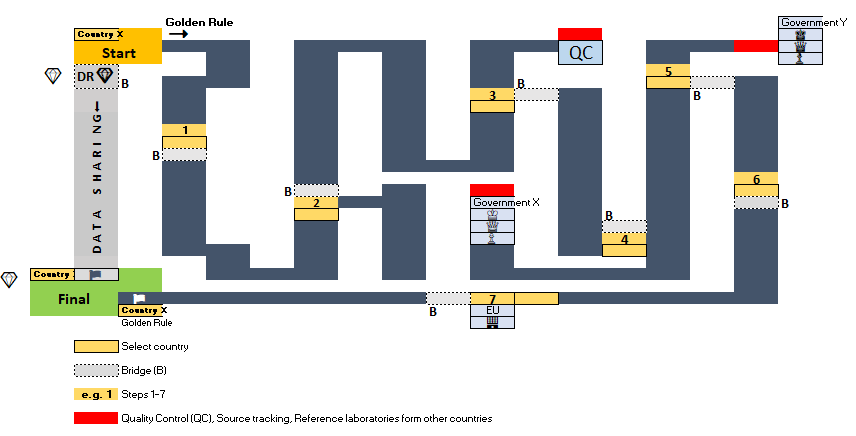 Golden Rule
Country X
Start
Government Y
QC
DR
B
5
3
B
B
1
B
DATA SHARING
B
6
2
Government X
B
B
4
Country
Final
Country X
Golden Rule
7
B
EU
Select country
Bridge (B)
e.g. 1 Steps 1-7
Quality Control (QC), Source tracking, Reference laboratories form other countries